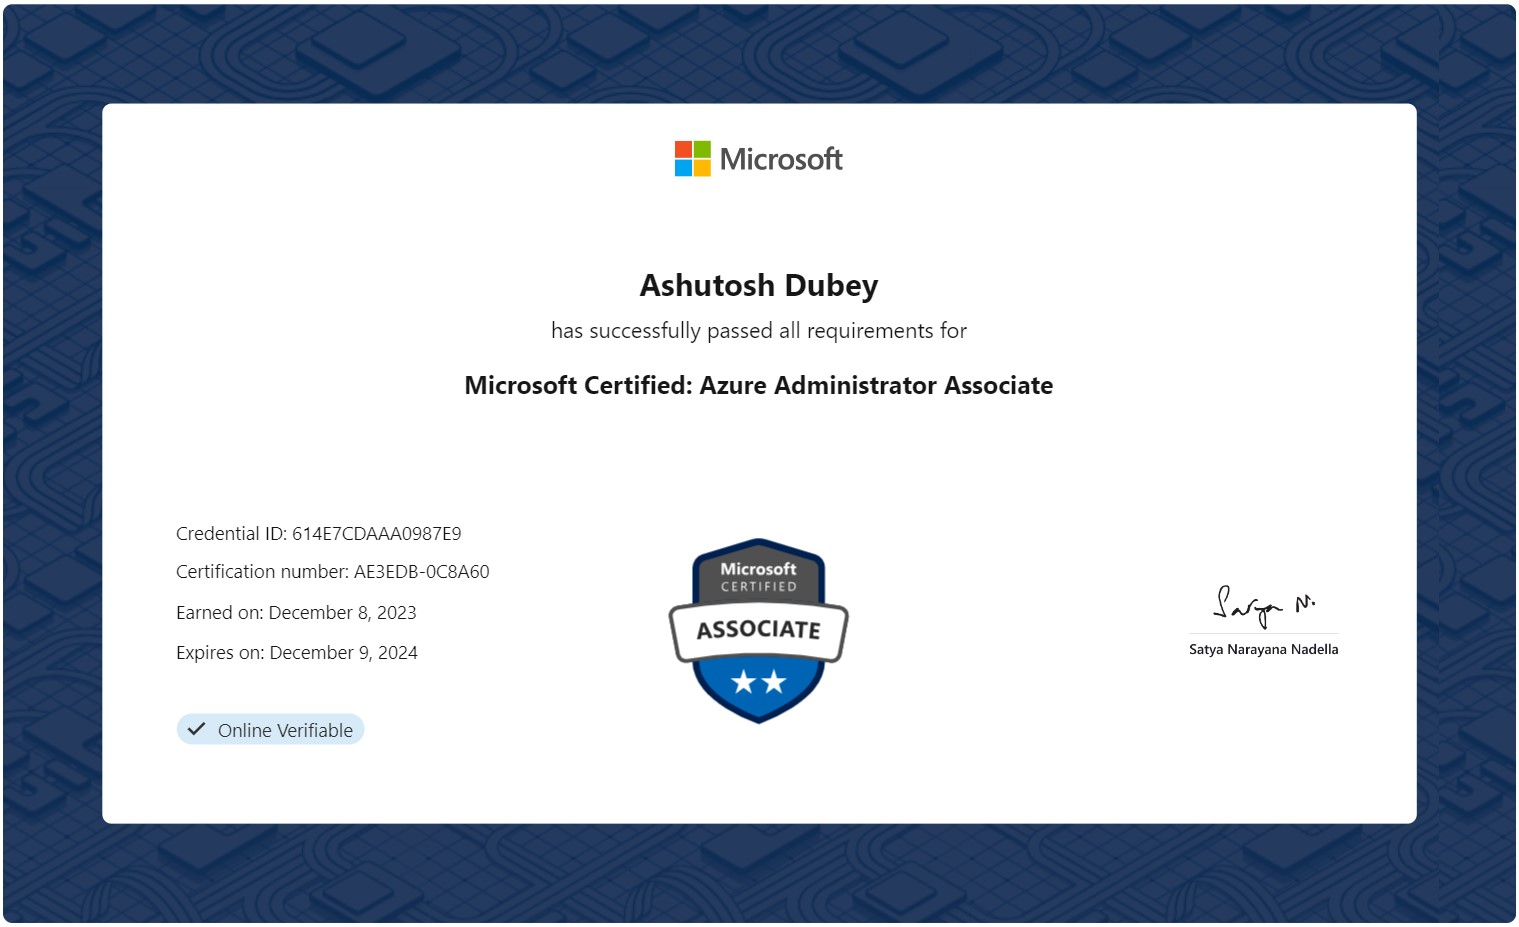 Microsoft
Ashutosh Dubey
has successfully passed all requirements for
Microsoft Certified: Azure Administrator Associate
Credential ID: 614E7CDAAA0987E9
Certification number: AE3EDB-0C8A60
Earned on: December 8, 2023
Expires on: December 9, 2024
Online Verifiable
Microsoft
CERTIFIED
ASSOCIATE
Satya N.
Satya Narayana Nadella